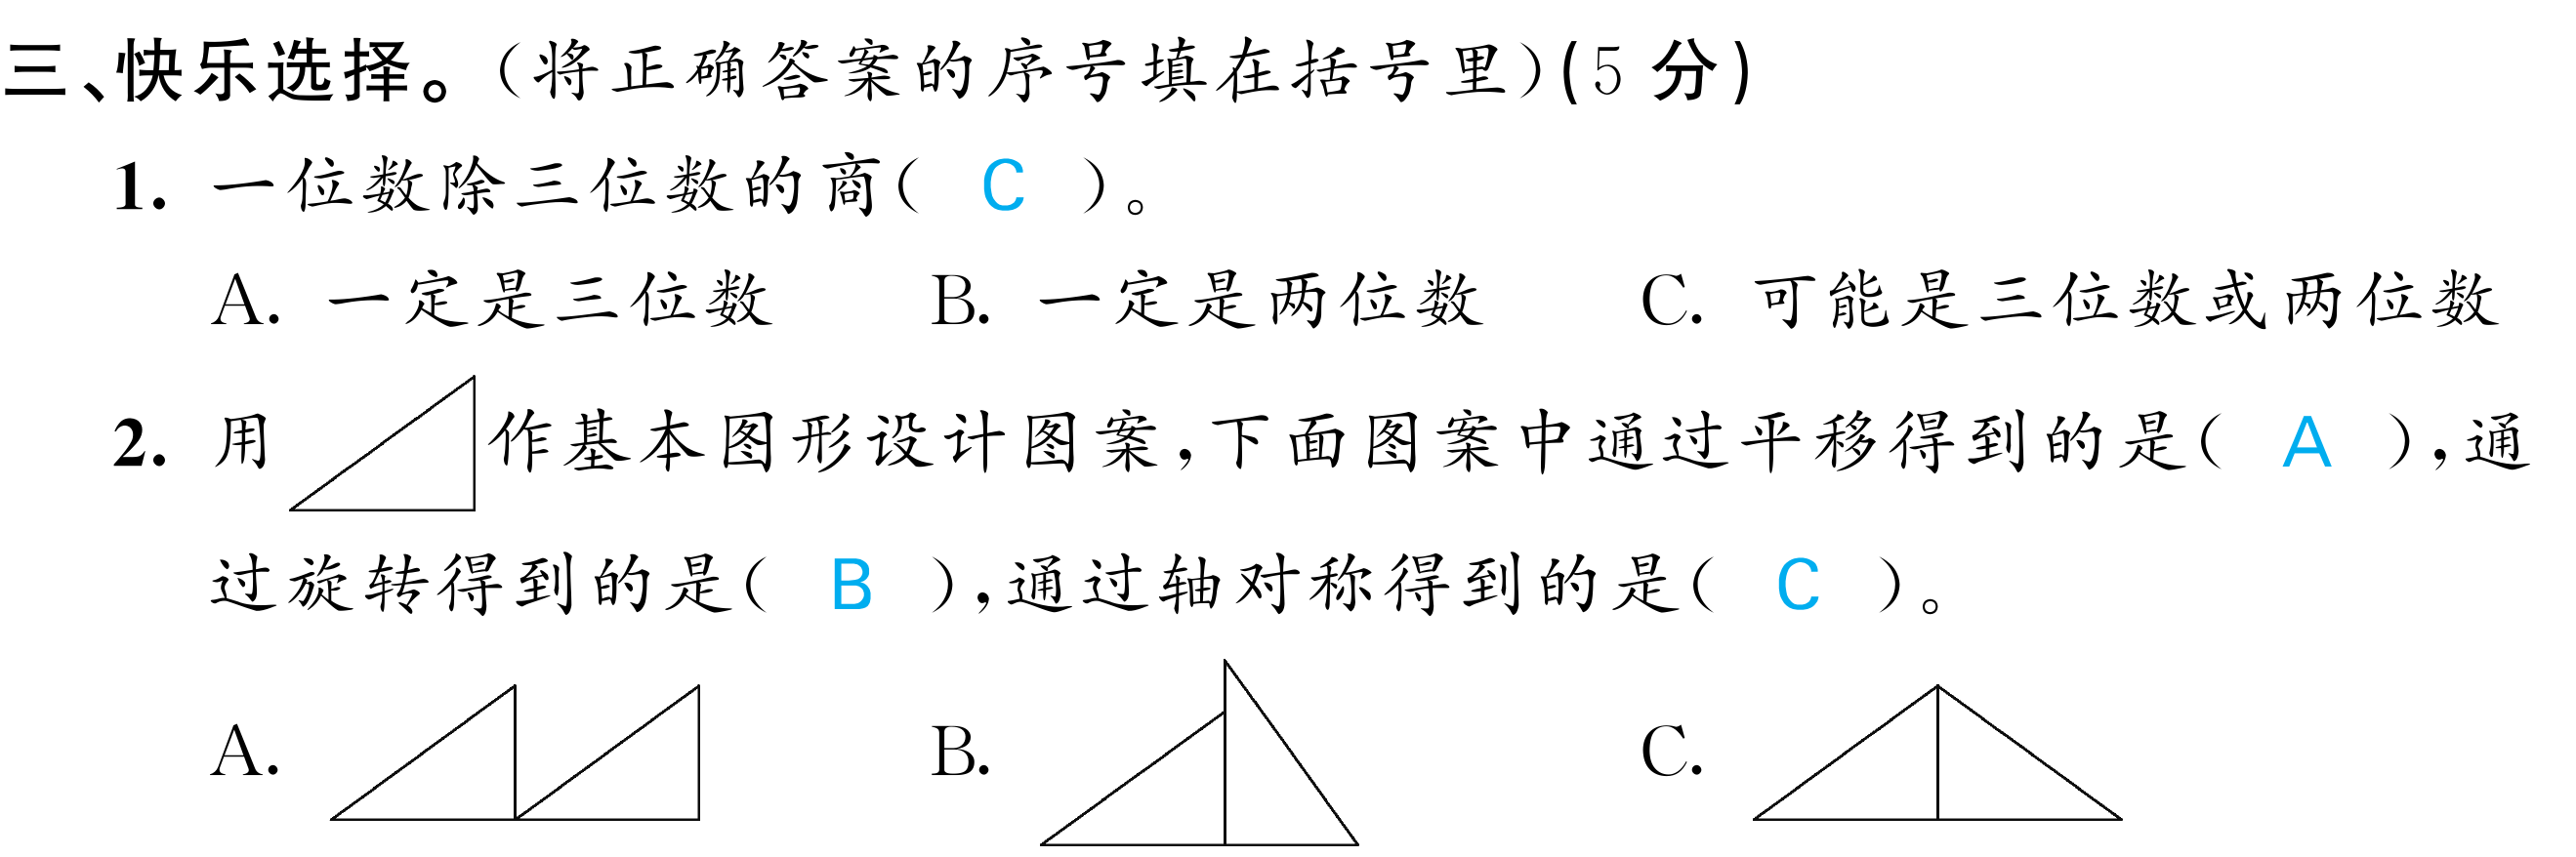 三、快乐选择。(将正确答案的序号填在括号里)(5 分)
1. 一位数除三位数的商( C )。
A. 一定是三位数 B. 一定是两位数 C. 可能是三位数或两位数
2. 用 作基本图形设计图案,下面图案中通过平移得到的是( A ),通
过旋转得到的是( B ),通过轴对称得到的是( C )。
A. B. C.